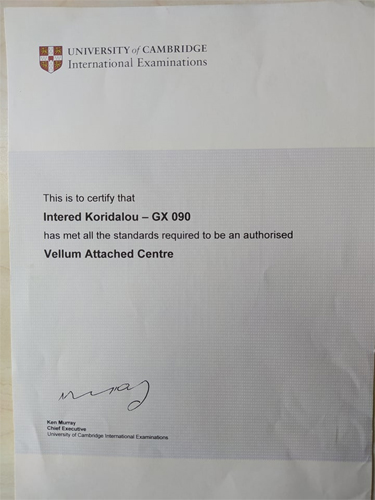 UNIVERSITY of CAMBRIDGE
International Examinations
This is to certify that
Intered Koridalou – GX 090
has met all the standards required to be an authorised
Vellum Attached Centre
Ken Murray
Chief Executive
University of Cambridge International Examinations